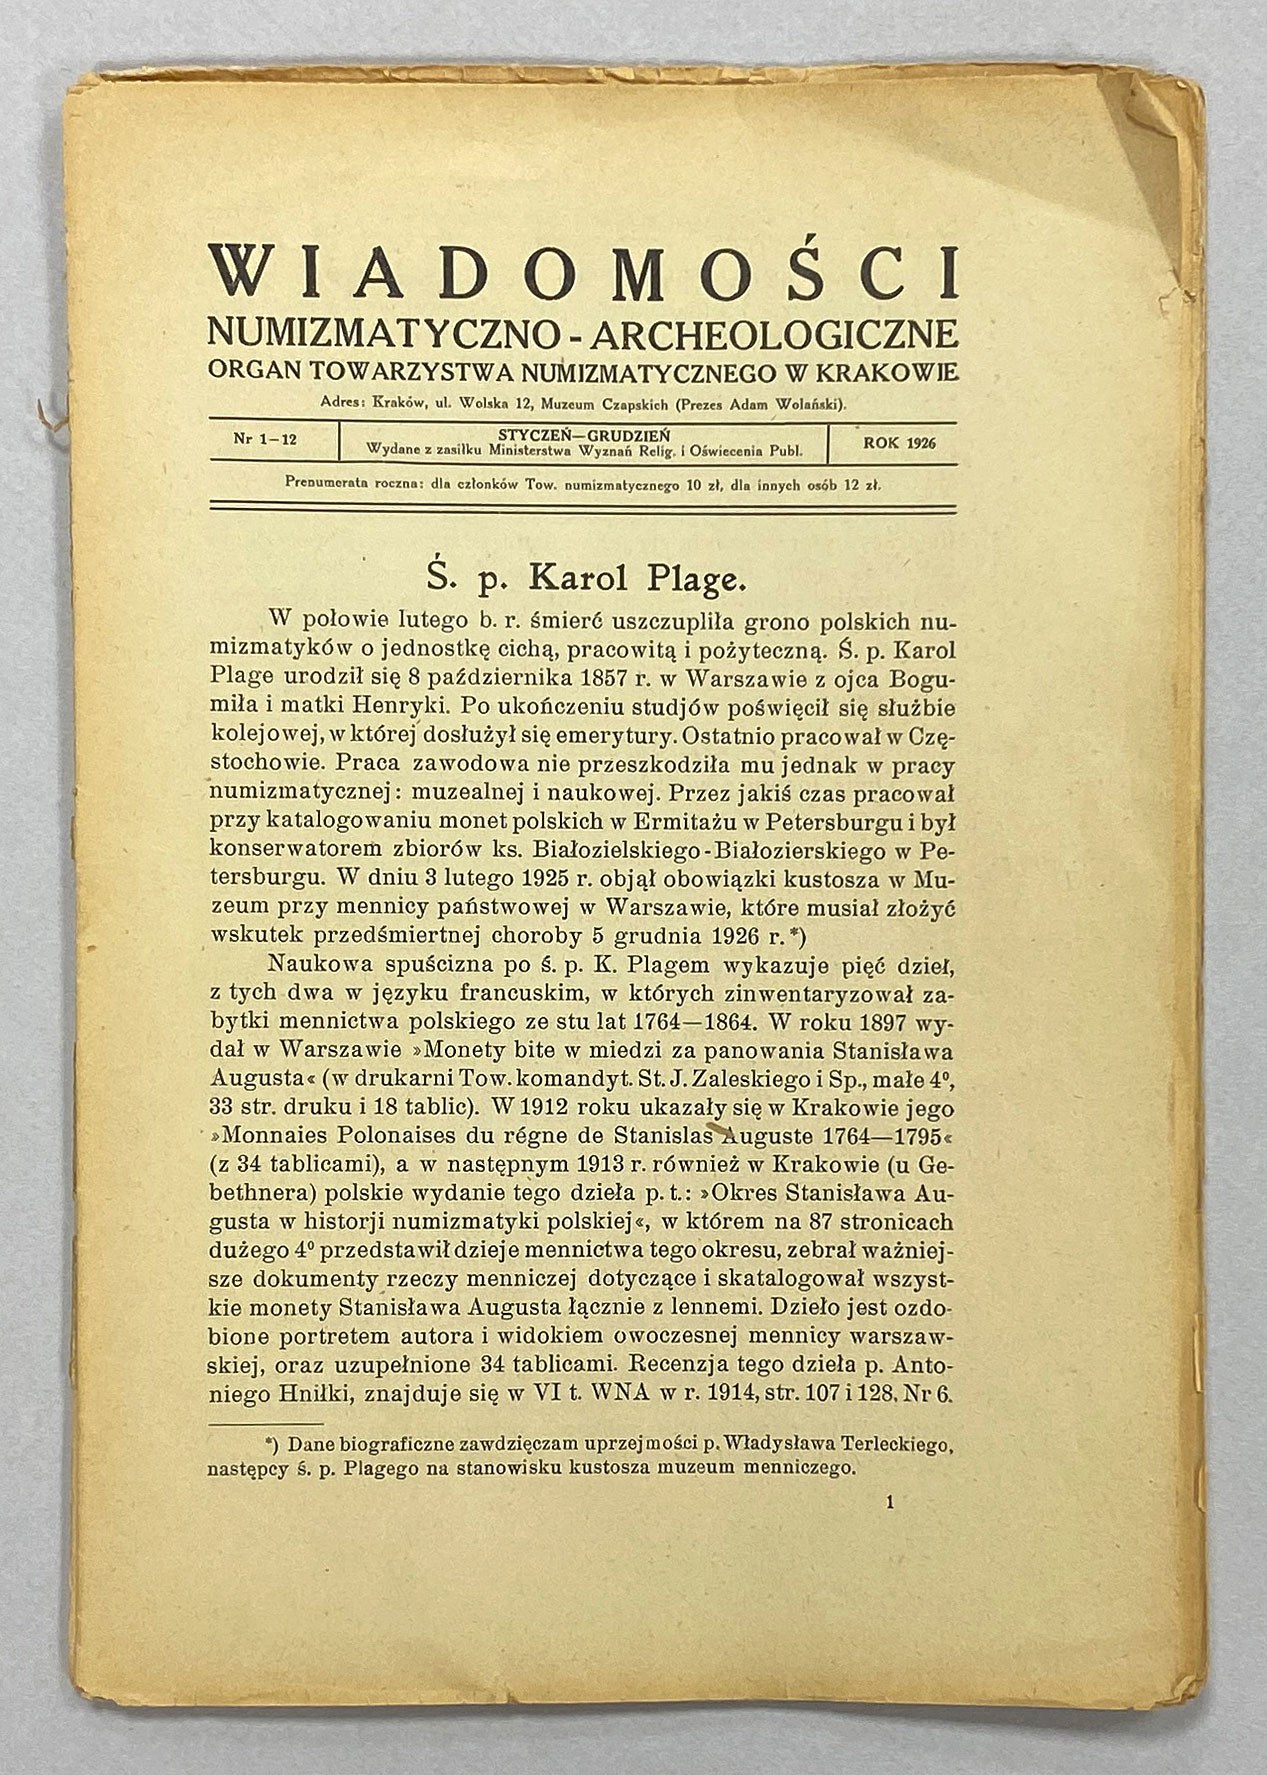 WIADOMOŚCI
NUMIZMATYCZNO-ARCHEOLOGICZNE
ORGAN TOWARZYSTWA NUMIZMATYCZNEGO W KRAKOWIE
Adres: Kraków, ul. Wolska 12, Muzeum Czapskich (Prezes Adam Wolański).
Nr 1–12
STYCZEŃ—GRUDZIEŃ
Wydane z zasiłku Ministerstwa Wyznań Relig. i Oświecenia Publ.
ROK 1926
Prenumerata roczna: dla członków Tow. numizmatycznego 10 zł, dla innych osób 12 zł.
Ś. p. Karol Plage.
W połowie lutego b. r. śmierć uszczupliła grono polskich nu-
mizmatyków o jednostkę cichą, pracowitą i pożyteczną. Ś. p. Karol
Plage urodził się 8 października 1857 r. w Warszawie z ojca Bogu-
miła i matki Henryki. Po ukończeniu studjów poświęcił się służbie
kolejowej, w której dosłużył się emerytury. Ostatnio pracował w Czę-
stochowie. Praca zawodowa nie przeszkodziła mu jednak w pracy
numizmatycznej: muzealnej i naukowej. Przez jakiś czas pracował
przy katalogowaniu monet polskich w Ermitażu w Petersburgu i był
konserwatorem zbiorów ks. Białozielskiego-Białozierskiego w Pe-
tersburgu. W dniu 3 lutego 1925 r. objął obowiązki kustosza w Mu-
zeum przy mennicy państwowej w Warszawie, które musiał złożyć
wskutek przedśmiertnej choroby 5 grudnia 1926 r.*)
Naukowa spuścizna po ś. p. K. Plagem wykazuje pięć dzieł,
z tych dwa w języku francuskim, w których zinwentaryzował za-
bytki mennictwa polskiego ze stu lat 1764—1864. W roku 1897 wy-
dał w Warszawie »Monety bite w miedzi za panowania Stanisława
Augusta« (w drukarni Tow. komandyt. St. J. Zaleskiego i Sp., małe 4º,
33 str. druku i 18 tablic). W 1912 roku ukazały się w Krakowie jego
»Monnaies Polonaises du régne de Stanislas Auguste 1764—1795«
(z 34 tablicami), a w następnym 1913 r. również w Krakowie (u Ge-
bethnera) polskie wydanie tego dzieła p. t.: »Okres Stanisława Au-
gusta w historji numizmatyki polskiej«, w którem na 87 stronicach
dużego 4º przedstawił dzieje mennictwa tego okresu, zebrał ważniej-
sze dokumenty rzeczy menniczej dotyczące i skatalogował wszyst-
kie monety Stanisława Augusta łącznie z lennemi. Dzieło jest ozdo-
bione portretem autora i widokiem owoczesnej mennicy warszaw-
skiej, oraz uzupełnione 34 tablicami. Recenzja tego dzieła p. Anto-
niego Hniłki, znajduje się w VI t. WNA w r. 1914, str. 107 i 128. Nr 6.
*) Dane biograficzne zawdzięczam uprzejmości p. Władysława Terleckiego,
następcy ś. p. Plagego na stanowisku kustosza muzeum menniczego.
1